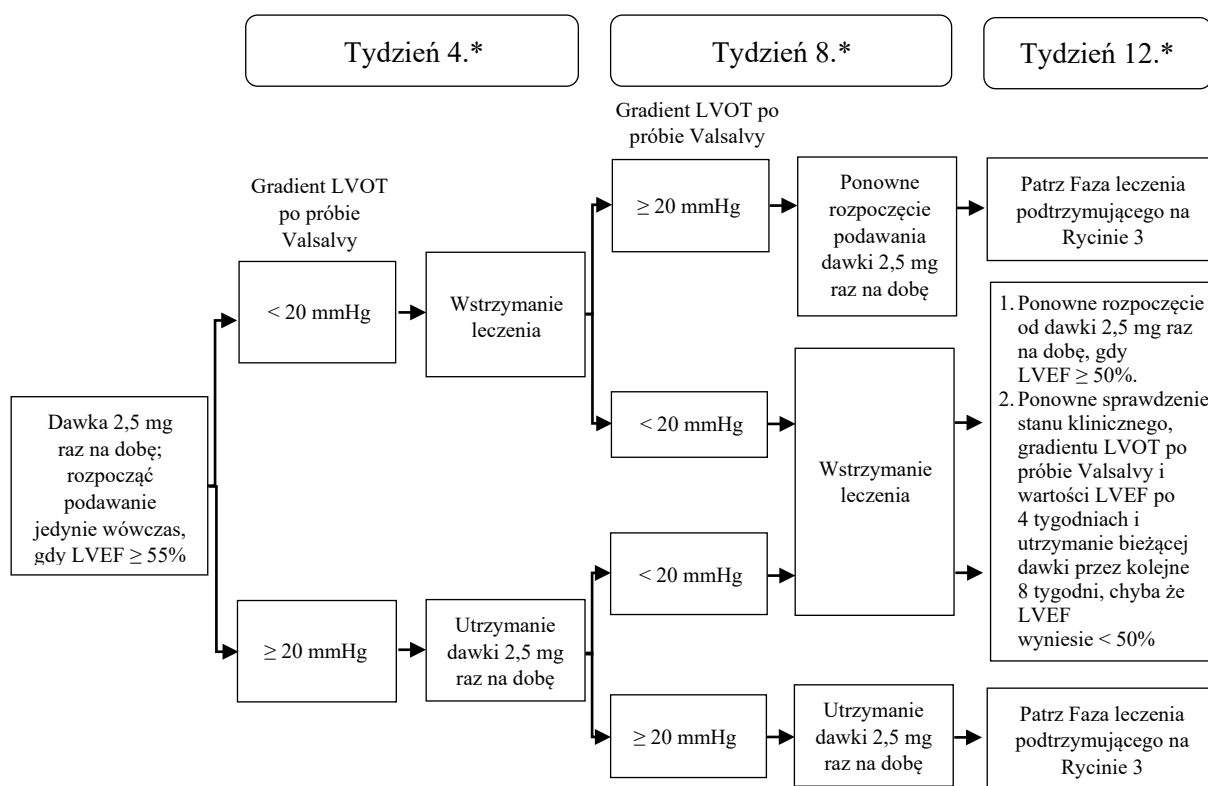 Tydzień 4.*
Tydzień 8.*
Tydzień 12.*
Gradient LVOT
po próbie
Valsalvy
Gradient LVOT po
próbie Valsalvy
Dawka 2,5 mg
raz na dobę;
rozpocząć
podawanie
jedynie wówczas,
gdy LVEF ≥ 55%
< 20 mmHg
Wstrzymanie
leczenia
≥ 20 mmHg
Ponowne
rozpoczęcie
podawania
dawki 2,5 mg
raz na dobę
Patrz Faza leczenia
podtrzymującego na
Rycinie 3
< 20 mmHg
Wstrzymanie
leczenia
1. Ponowne rozpoczęcie
od dawki 2,5 mg raz
na dobę, gdy
LVEF ≥ 50%.
2. Ponowne sprawdzenie
stanu klinicznego,
gradientu LVOT po
próbie Valsalvy i
wartości LVEF po
4 tygodniach i
utrzymanie bieżącej
dawki przez kolejne
8 tygodni, chyba że
LVEF
wyniesie < 50%
≥ 20 mmHg
Utrzymanie
dawki 2,5 mg
raz na dobę
< 20 mmHg
≥ 20 mmHg
Utrzymanie
dawki 2,5 mg
raz na dobę
Patrz Faza leczenia
podtrzymującego na
Rycinie 3